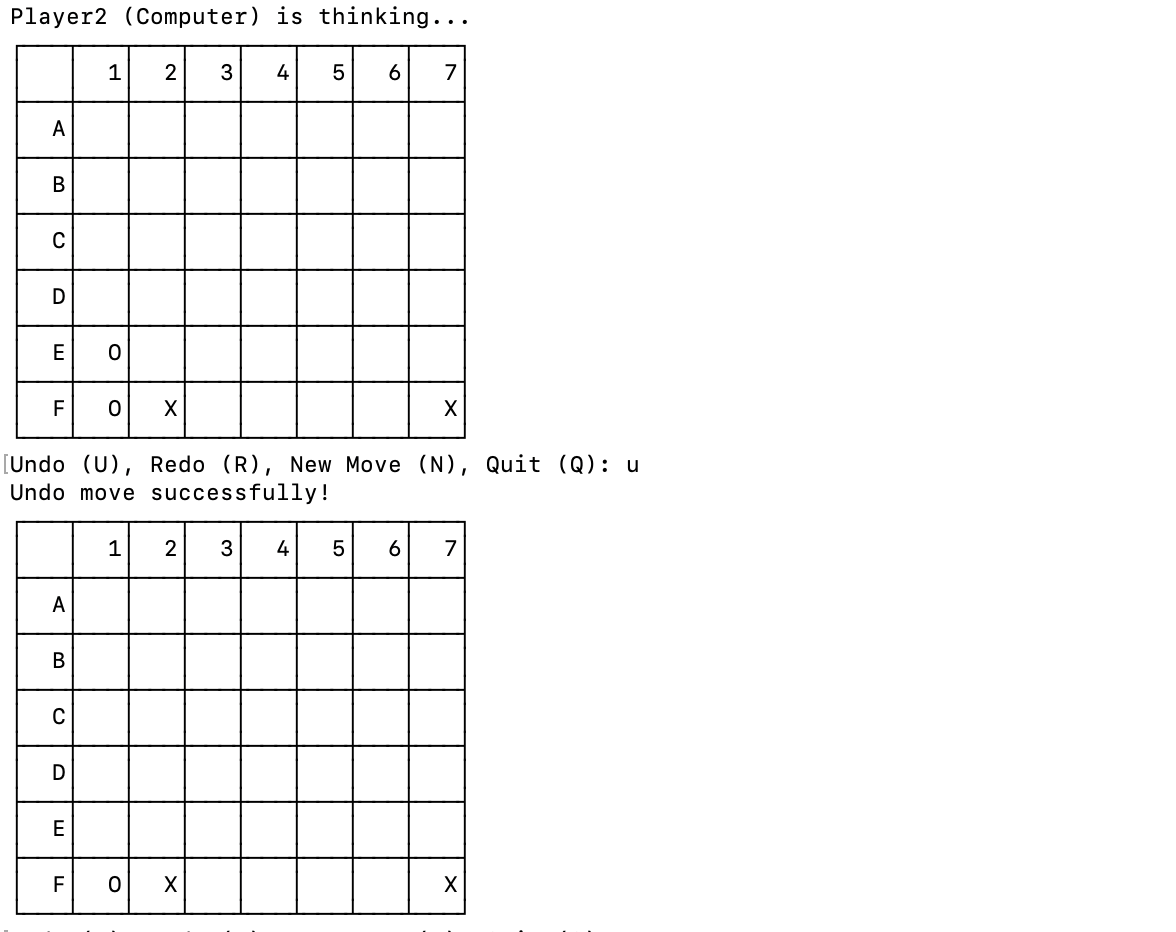 Player2 (Computer) is thinking...
1 2 3 4 5 6 7
A
B
C
D
E O
F O X X
Undo (U), Redo (R), New Move (N), Quit (Q): u
Undo move successfully!
1 2 3 4 5 6 7
A
B
C
D
E
F O X X